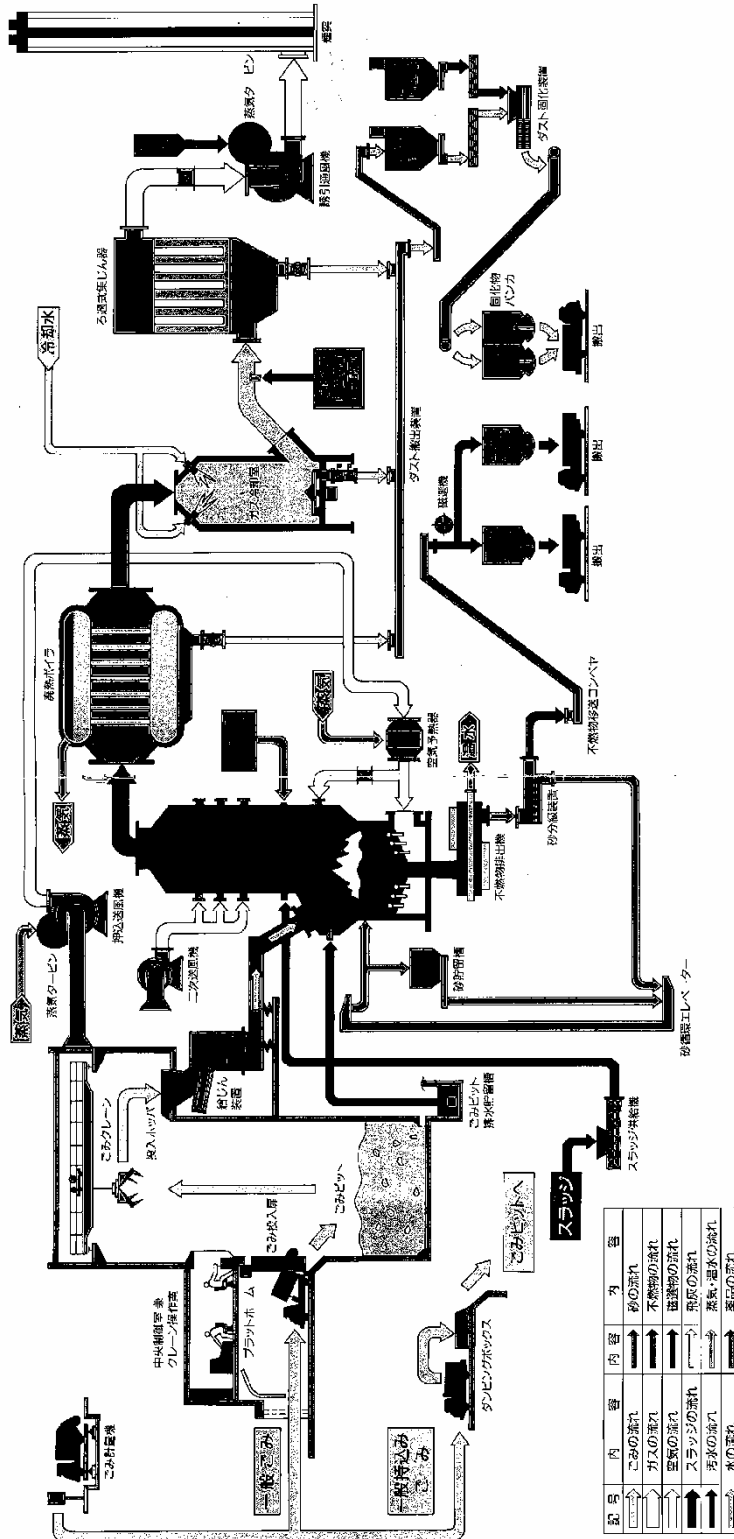 ごみ計量機
中央制御室兼
クレーン操作室
プラットホーム
ごみ投入扉
ごみピット
ごみクレーン
投入ホッパ
給じん
装置
一般ごみ
一般持込み
ごみ
ダンピングボックス
ごみピットへ
ごみピット
排水貯留槽
スラッジ
スラッジ供給機
蒸気
蒸気タービン
押込送風機
二次送風機
砂貯留槽
砂循環エレベーター
蒸気
廃熱ボイラ
蒸気
空気予熱器
温水
不燃物排出機
砂分級装置
不燃物移送コンベヤ
冷却水
ガス冷却室
ろ過式集じん器
ダスト搬出装置
磁選機
搬出
搬出
搬出
固化物
バンカ
蒸気タービン
誘引通風機
煙突
ダスト固化装置
記号 内容 内容
ごみの流れ 砂の流れ
ガスの流れ 不燃物の流れ
空気の流れ 磁選物の流れ
スラッジの流れ 飛灰の流れ
汚水の流れ 蒸気・温水の流れ
水の流れ 薬品の流れ